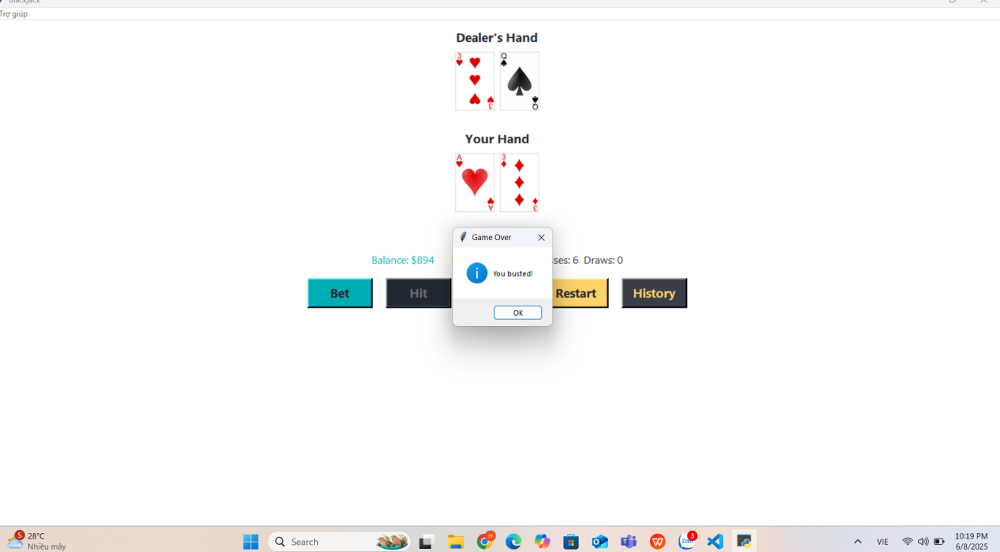 Blackjack
Trợ giúp
Dealer's Hand
3 Q
3 Q
Your Hand
A 3
A 3
Game Over
You busted!
OK
Balance: $894
sses: 6 Draws: 0
Bet Hit Restart History
5
28°C
Nhiều mây
Search
H
Zalo
3
VIE
10:19 PM
6/8/2025